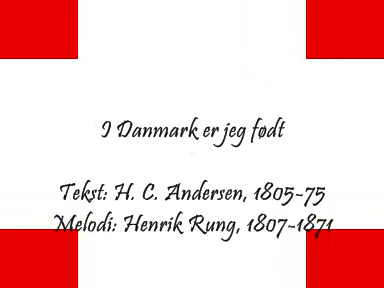 I Danmark er jeg født
Tekst: H. C. Andersen, 1805-75
Melodi: Henrik Rung, 1807-1871